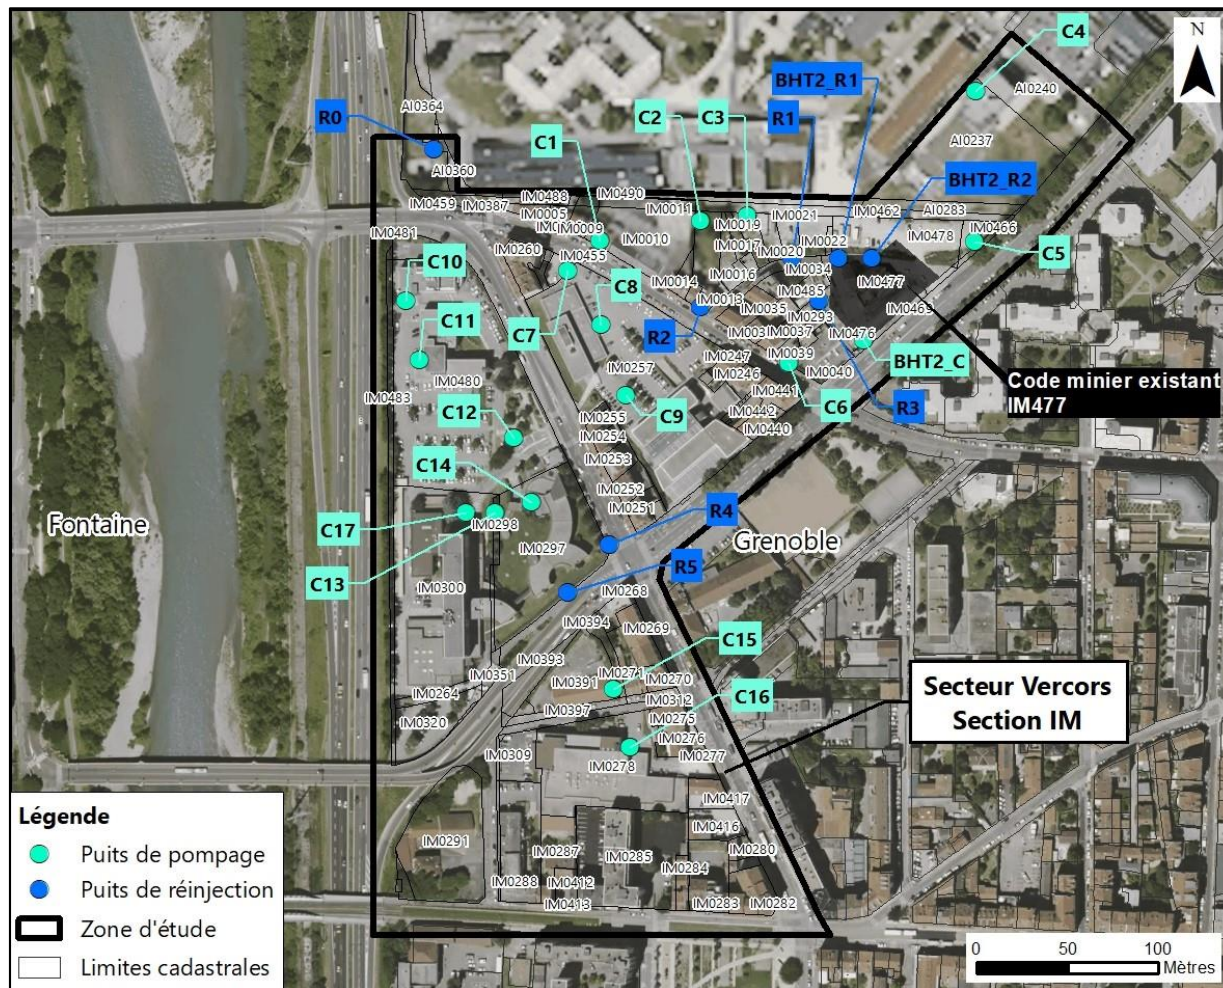 N
C4
BHT2_R1
AI0240
AI0364
R0
C2
C3
R1
C1
AI0237
AI0360
BHT2_R2
IM0488
IM0490
IM0459
IM0387
IM0005
IM0011
IM0019
IM0021
IM0462
AI0283
IM0009
IM0010
IM0466
IM0481
IM0260
IM0017
IM0020
IM0022
IM0478
C5
IM0455
C10
IM0016
IM0034
C8
IM0014
IM0477
IM0485
IM0013
IM0035
IM0293
IM0469
C11
C7
R2
IM0037
IM0476
IM0247
IM0039
BHT2_C
IM0257
IM0246
IM0040
IM0480
IM0441
Code minier existant
IM477
C9
C6
R3
IM0483
C12
IM0255
IM0442
IM0254
IM0440
IM0253
C14
IM0252
IM0251
R4
Fontaine
C17
IM0298
Grenoble
IM0297
R5
C13
IM0300
IM0268
IM0394
IM0269
C15
IM0393
IM0351
IM0271
IM0391
IM0270
C16
IM0264
IM0312
Secteur Vercors
Section IM
IM0397
IM0320
IM0275
IM0276
IM0309
IM0277
IM0278
IM0417
IM0416
IM0291
IM0287
IM0285
IM0280
IM0284
IM0288
IM0412
IM0413
IM0283
IM0282
Légende
Puits de pompage
Puits de réinjection
Zone d'étude
Limites cadastrales
0 50 100
Mètres